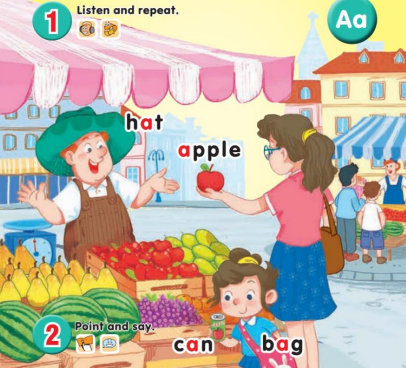 1 Listen and repeat.
Aa
hat
apple
2 Point and say.
can
bag